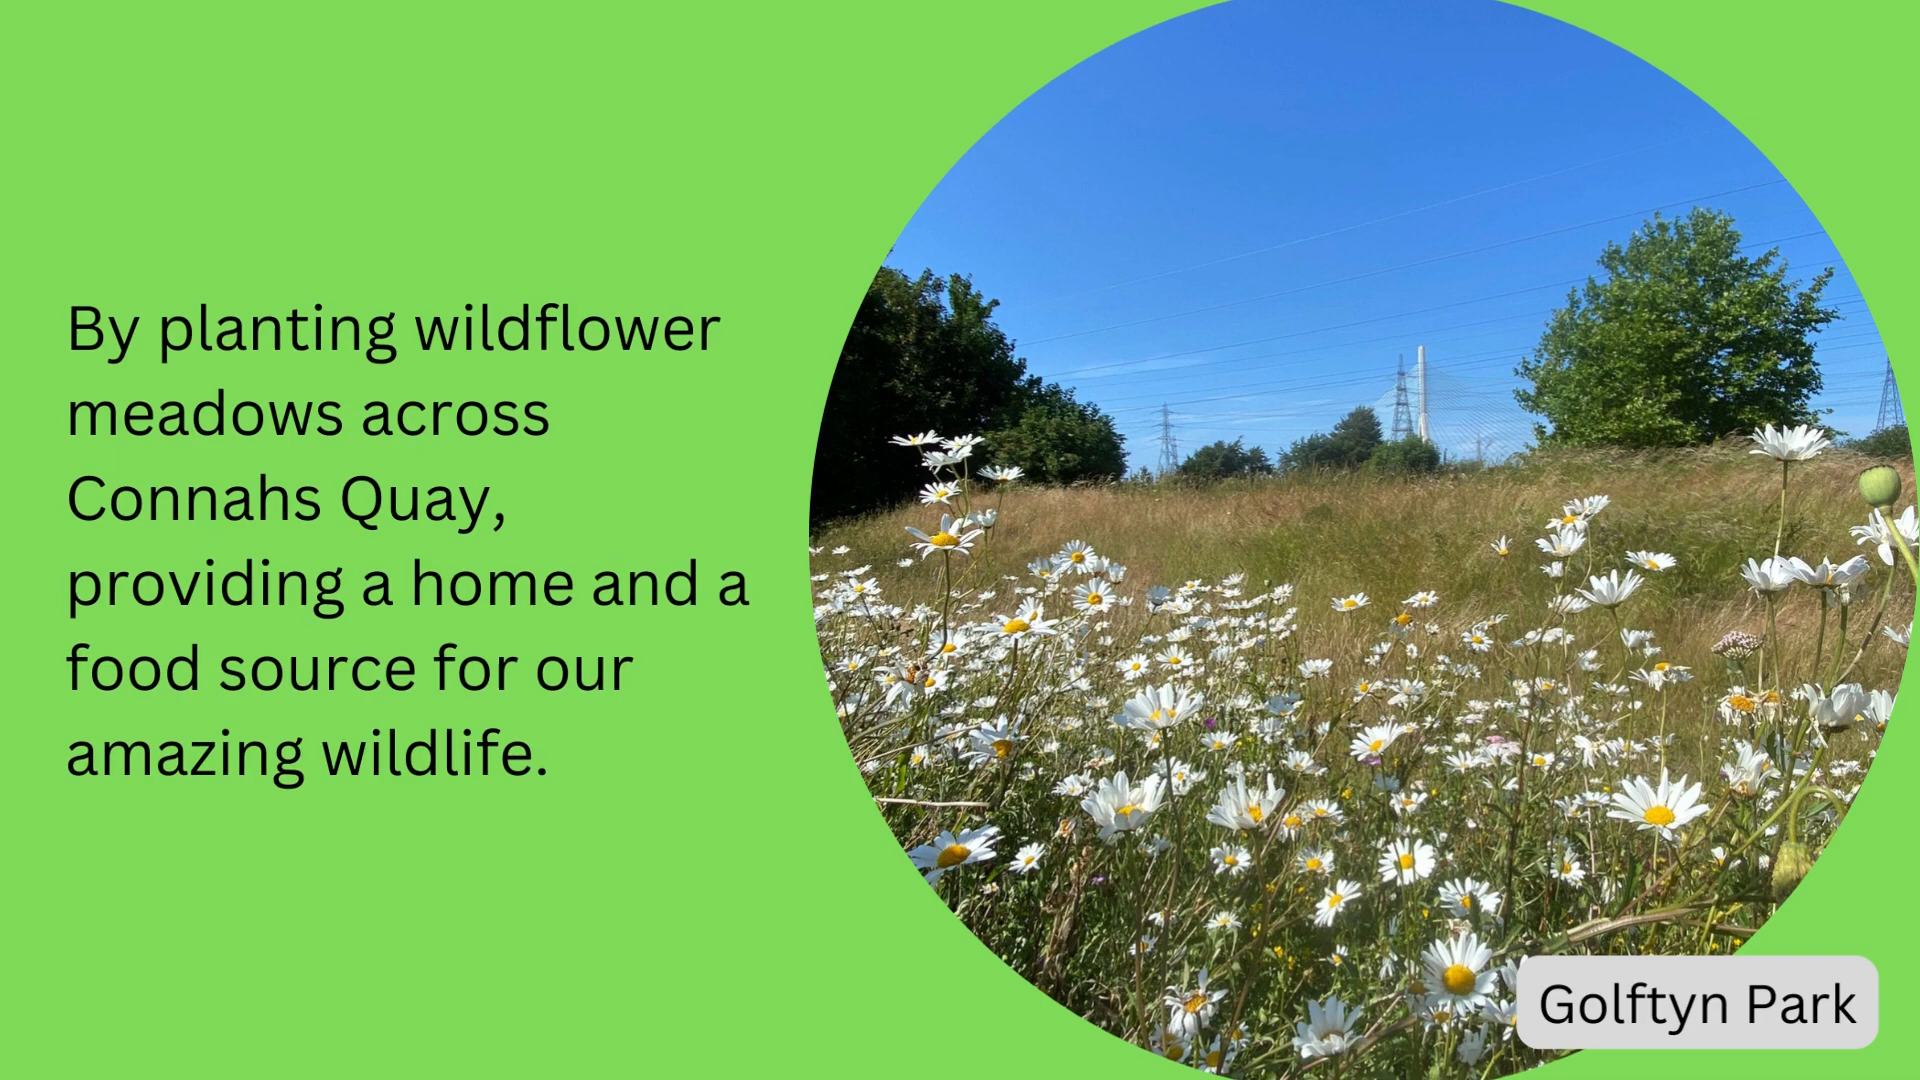 By planting wildflower
meadows across
Connahs Quay,
providing a home and a
food source for our
amazing wildlife.
Golftyn Park